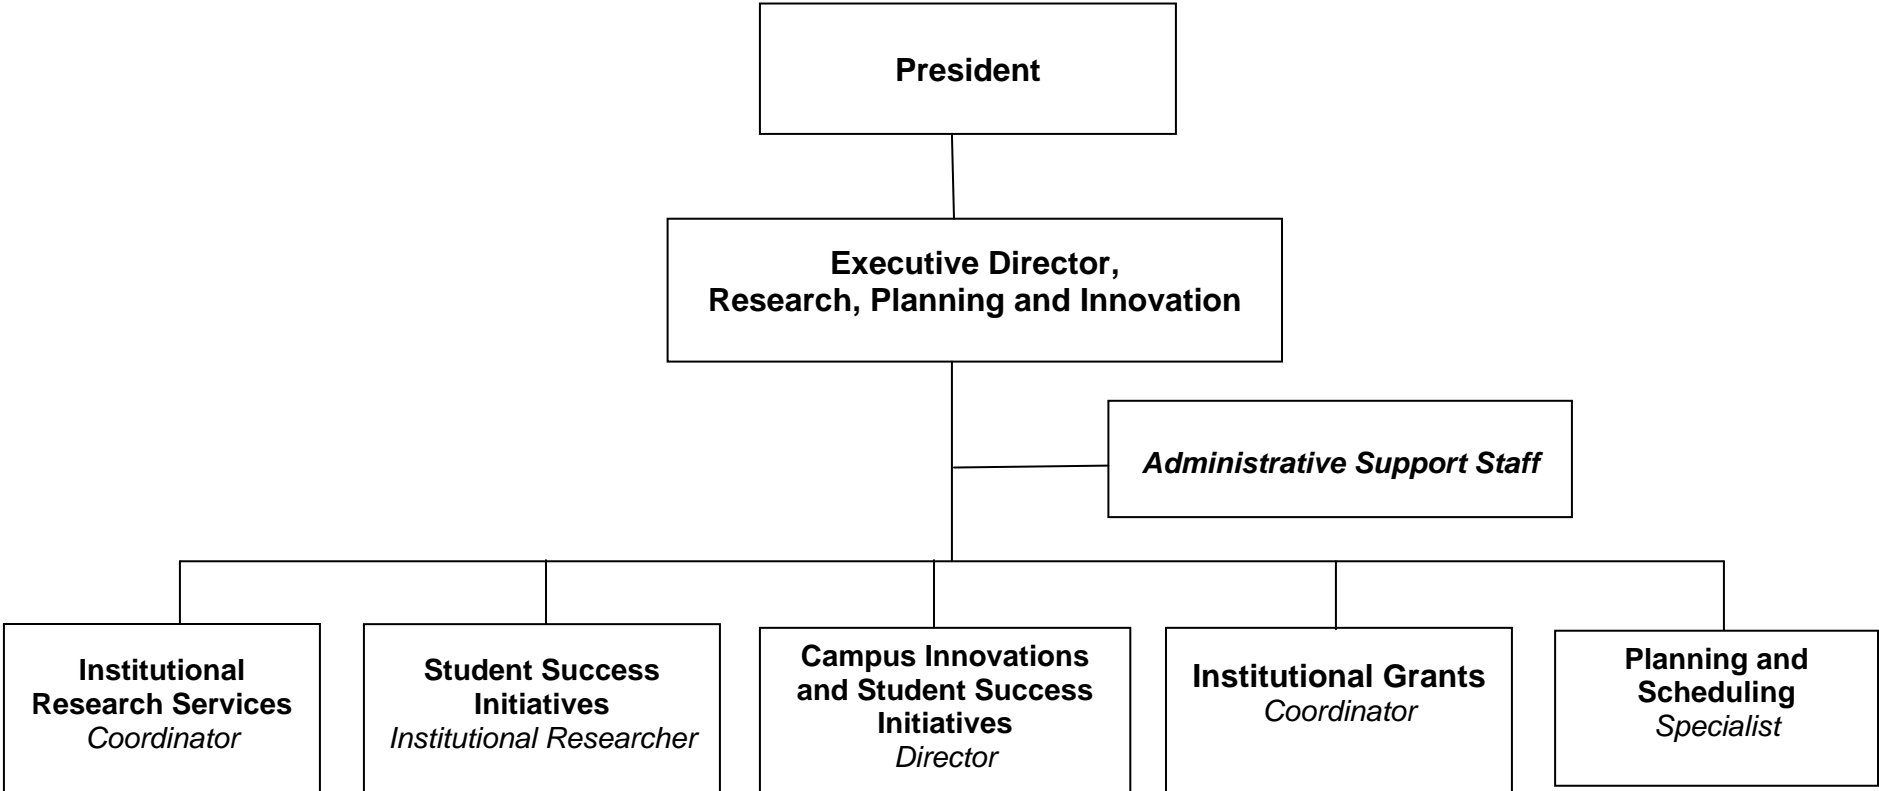 President
Executive Director,
Research, Planning and Innovation
Administrative Support Staff
Institutional
Research Services
Coordinator
Student Success
Initiatives
Institutional Researcher
Campus Innovations
and Student Success
Initiatives
Director
Institutional Grants
Coordinator
Planning and
Scheduling
Specialist